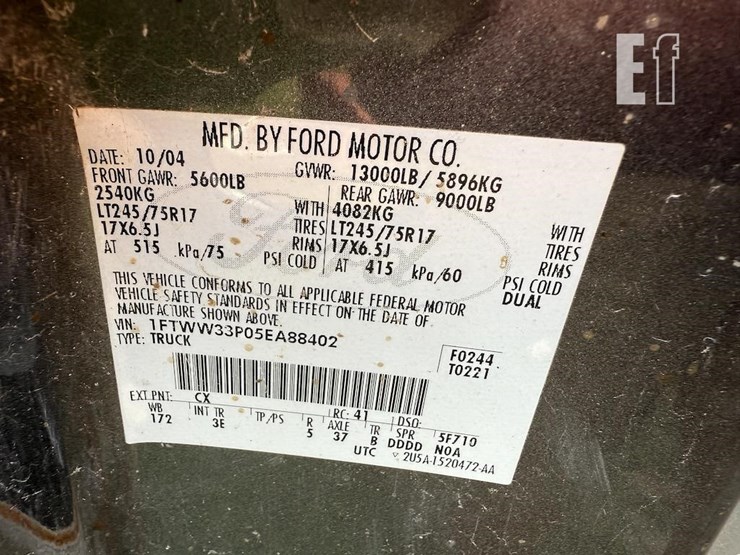 Ef
MFD. BY FORD MOTOR CO.
DATE: 10/04 GVWR: 13000LB/ 5896KG
FRONT GAWR: 5600LB REAR GAWR: 9000LB
2540KG WITH 4082KG WITH
LT245/75R17 TIRES LT245/75R17 TIRES
17X6.5J RIMS 17X6.5J RIMS
AT 515 kPa/75 PSI COLD AT 415 kPa/60 PSI COLD
DUAL
THIS VEHICLE CONFORMS TO ALL APPLICABLE FEDERAL MOTOR
VEHICLE SAFETY STANDARDS IN EFFECT ON THE DATE OF
MANUFACTURE SHOWN ABOVE.
VIN: 1FTWW33P05EA88402
TYPE: TRUCK
F0244
T0221
EXT PNT: CX RC: 41 DSO:
WB INT TR TP/PS R AXLE TR SPR 5F710
172 3E 5 37 B DDDD N0A
UTC 2U5A-1520472-AA
Ford